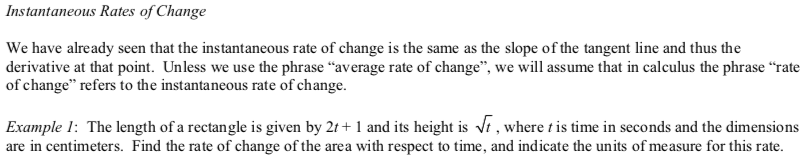 Instantaneous Rates of Change
We have already seen that the instantaneous rate of change is the same as the slope of the tangent line and thus the
derivative at that point. Unless we use the phrase “average rate of change”, we will assume that in calculus the phrase “rate
of change” refers to the instantaneous rate of change.
Example 1: The length of a rectangle is given by 2t + 1 and its height is √t , where t is time in seconds and the dimensions
are in centimeters. Find the rate of change of the area with respect to time, and indicate the units of measure for this rate.